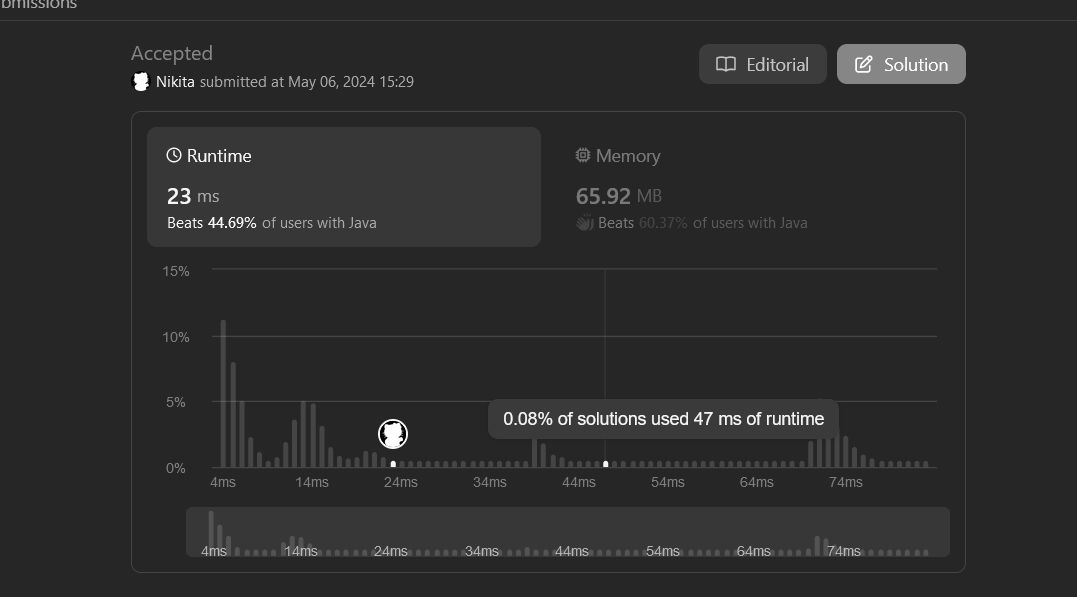 bmissions
Accepted
Editorial
Solution
Nikita submitted at May 06, 2024 15:29
Runtime
Memory
23 ms
65.92 MB
Beats 44.69% of users with Java
Beats 60.37% of users with Java
15%
10%
5%
0.08% of solutions used 47 ms of runtime
0%
4ms 14ms 24ms 34ms 44ms 54ms 64ms 74ms
4ms 14ms 24ms 34ms 44ms 54ms 64ms 74ms